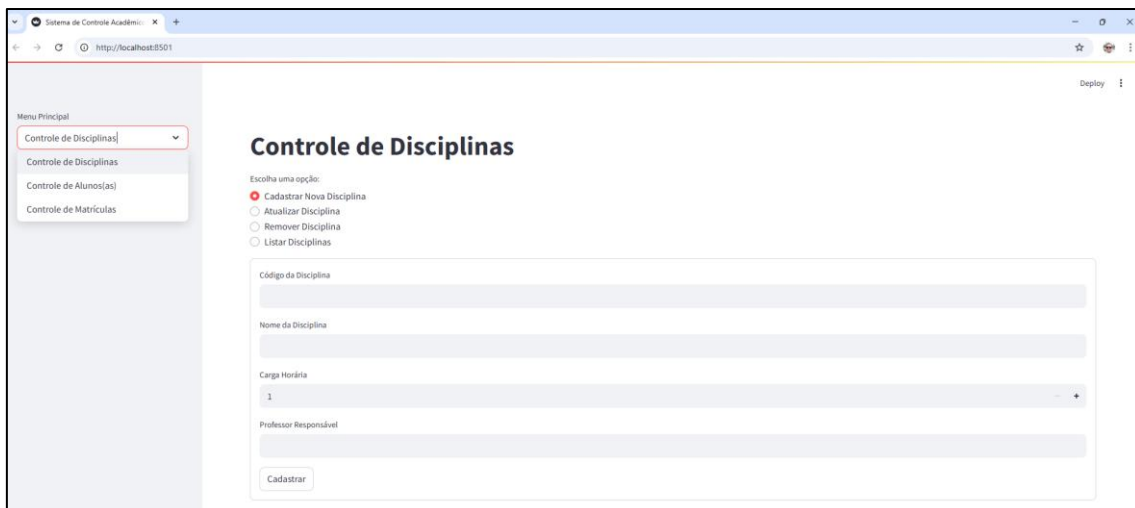 Sistema de Controle Acadêmic
http://localhost:8501
Deploy
Menu Principal
Controle de Disciplinas
Controle de Disciplinas
Controle de Alunos(as)
Controle de Matrículas
Controle de Disciplinas
Escolha uma opção:
Cadastrar Nova Disciplina
Atualizar Disciplina
Remover Disciplina
Listar Disciplinas
Código da Disciplina
Nome da Disciplina
Carga Horária
1
Professor Responsável
Cadastrar